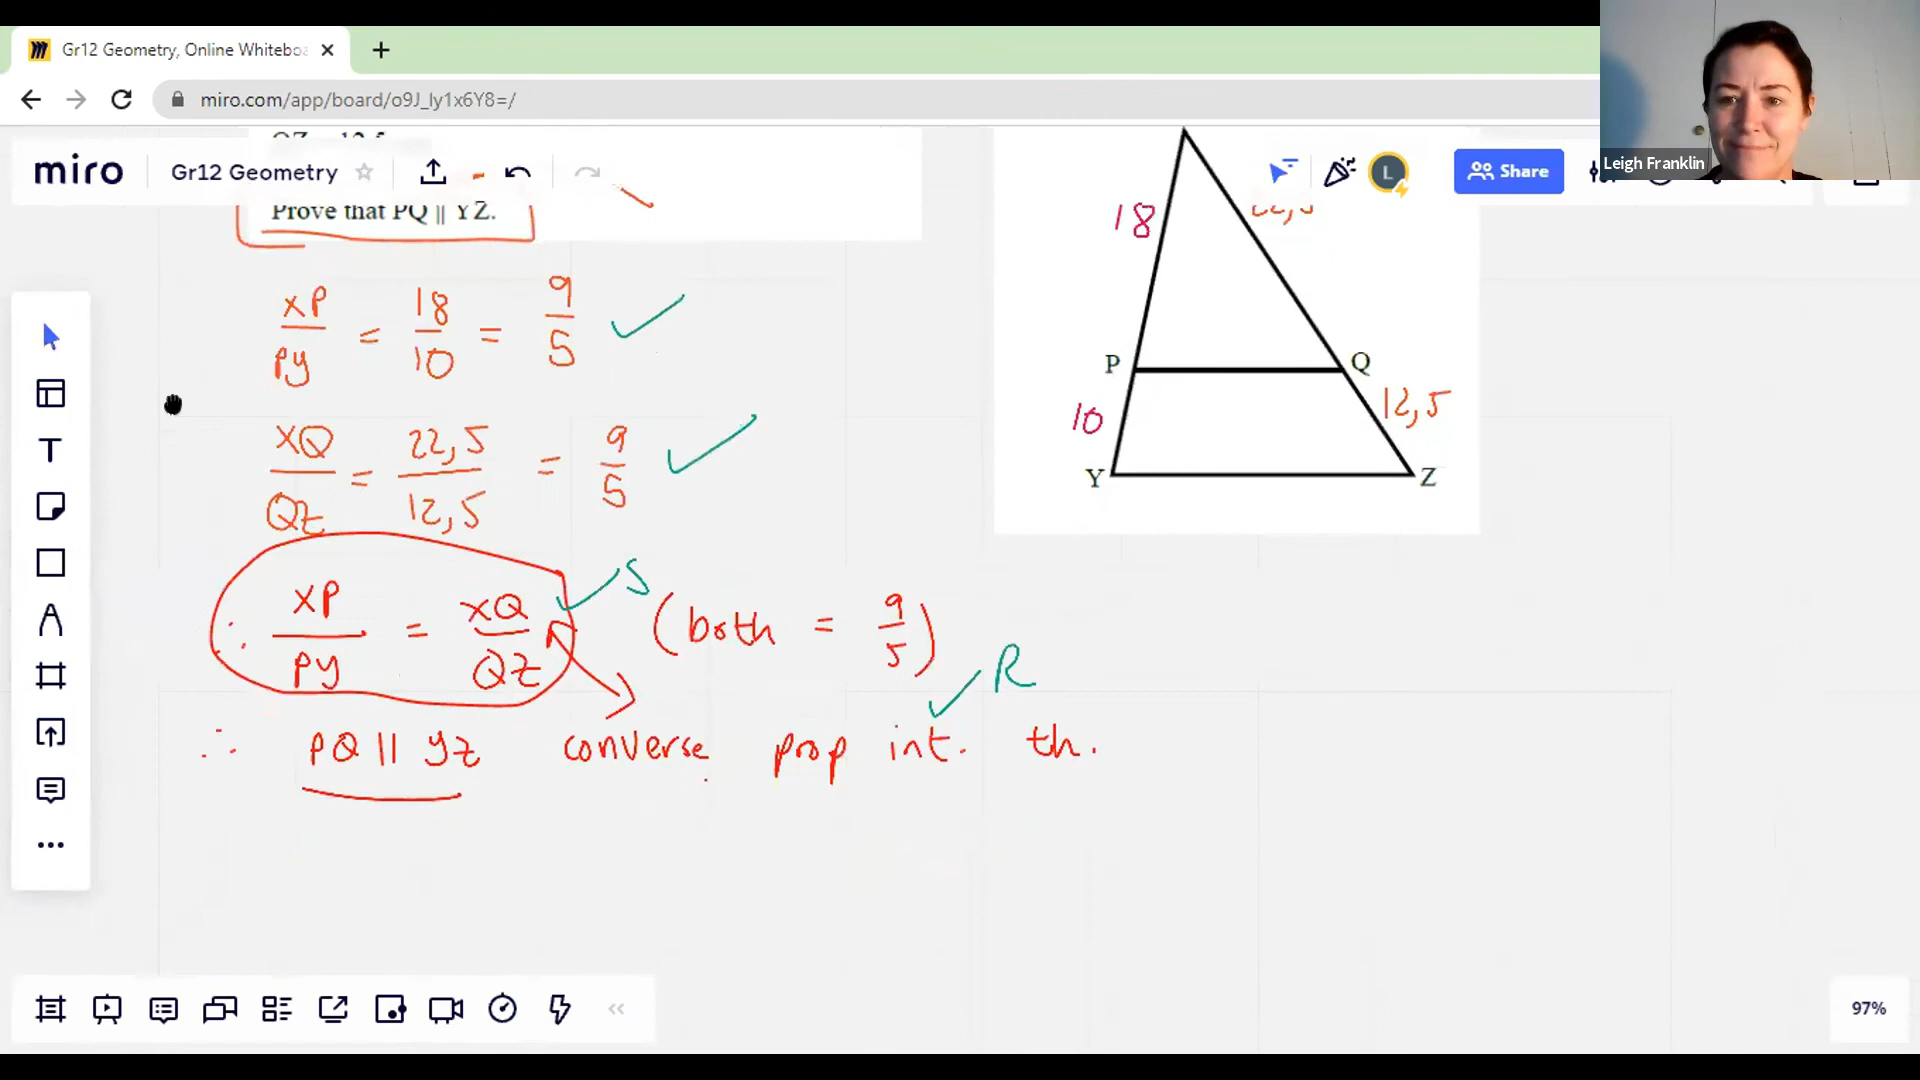 Gr12 Geometry, Online Whiteboa
miro.com/app/board/o9J_ly1x6Y8=/
miro
Gr12 Geometry
L
Share
Leigh Franklin
Prove that PQ || YZ.
XP/PY = 18/10 = 9/5
XQ/QZ = 22,5/12,5 = 9/5
∴ XP/PY = XQ/QZ S (both = 9/5)
R
∴ PQ || YZ converse prop int. th.
18
P
Q
10
12,5
Y
Z
T
97%